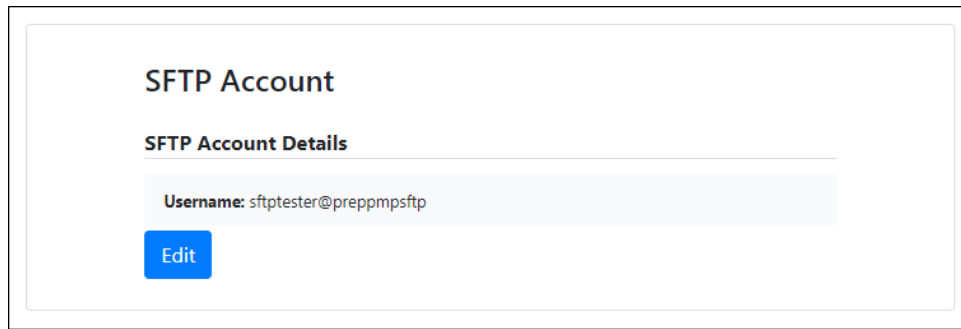 SFTP Account
SFTP Account Details
Username: sftptester@preppmpsftp
Edit